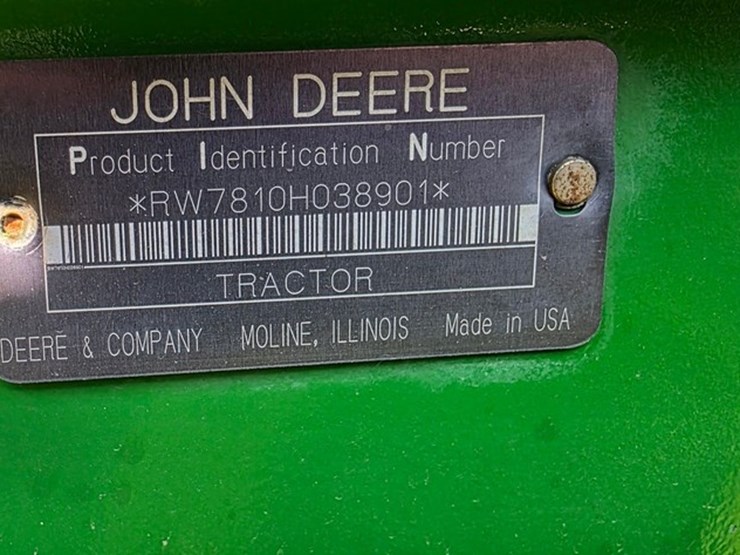 JOHN DEERE
Product Identification Number
*RW7810H038901*
TRACTOR
DEERE & COMPANY MOLINE, ILLINOIS Made in USA